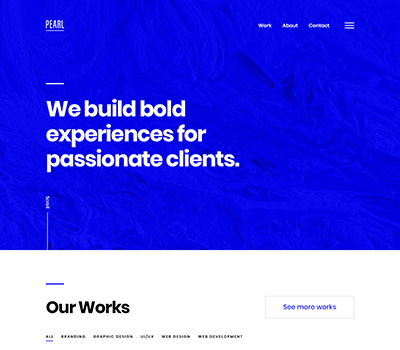 PEARL
Work About Contact
We build bold
experiences for
passionate clients.
Scroll
Our Works
See more works
ALL BRANDING GRAPHIC DESIGN UI/UX WEB DESIGN WEB DEVELOPMENT